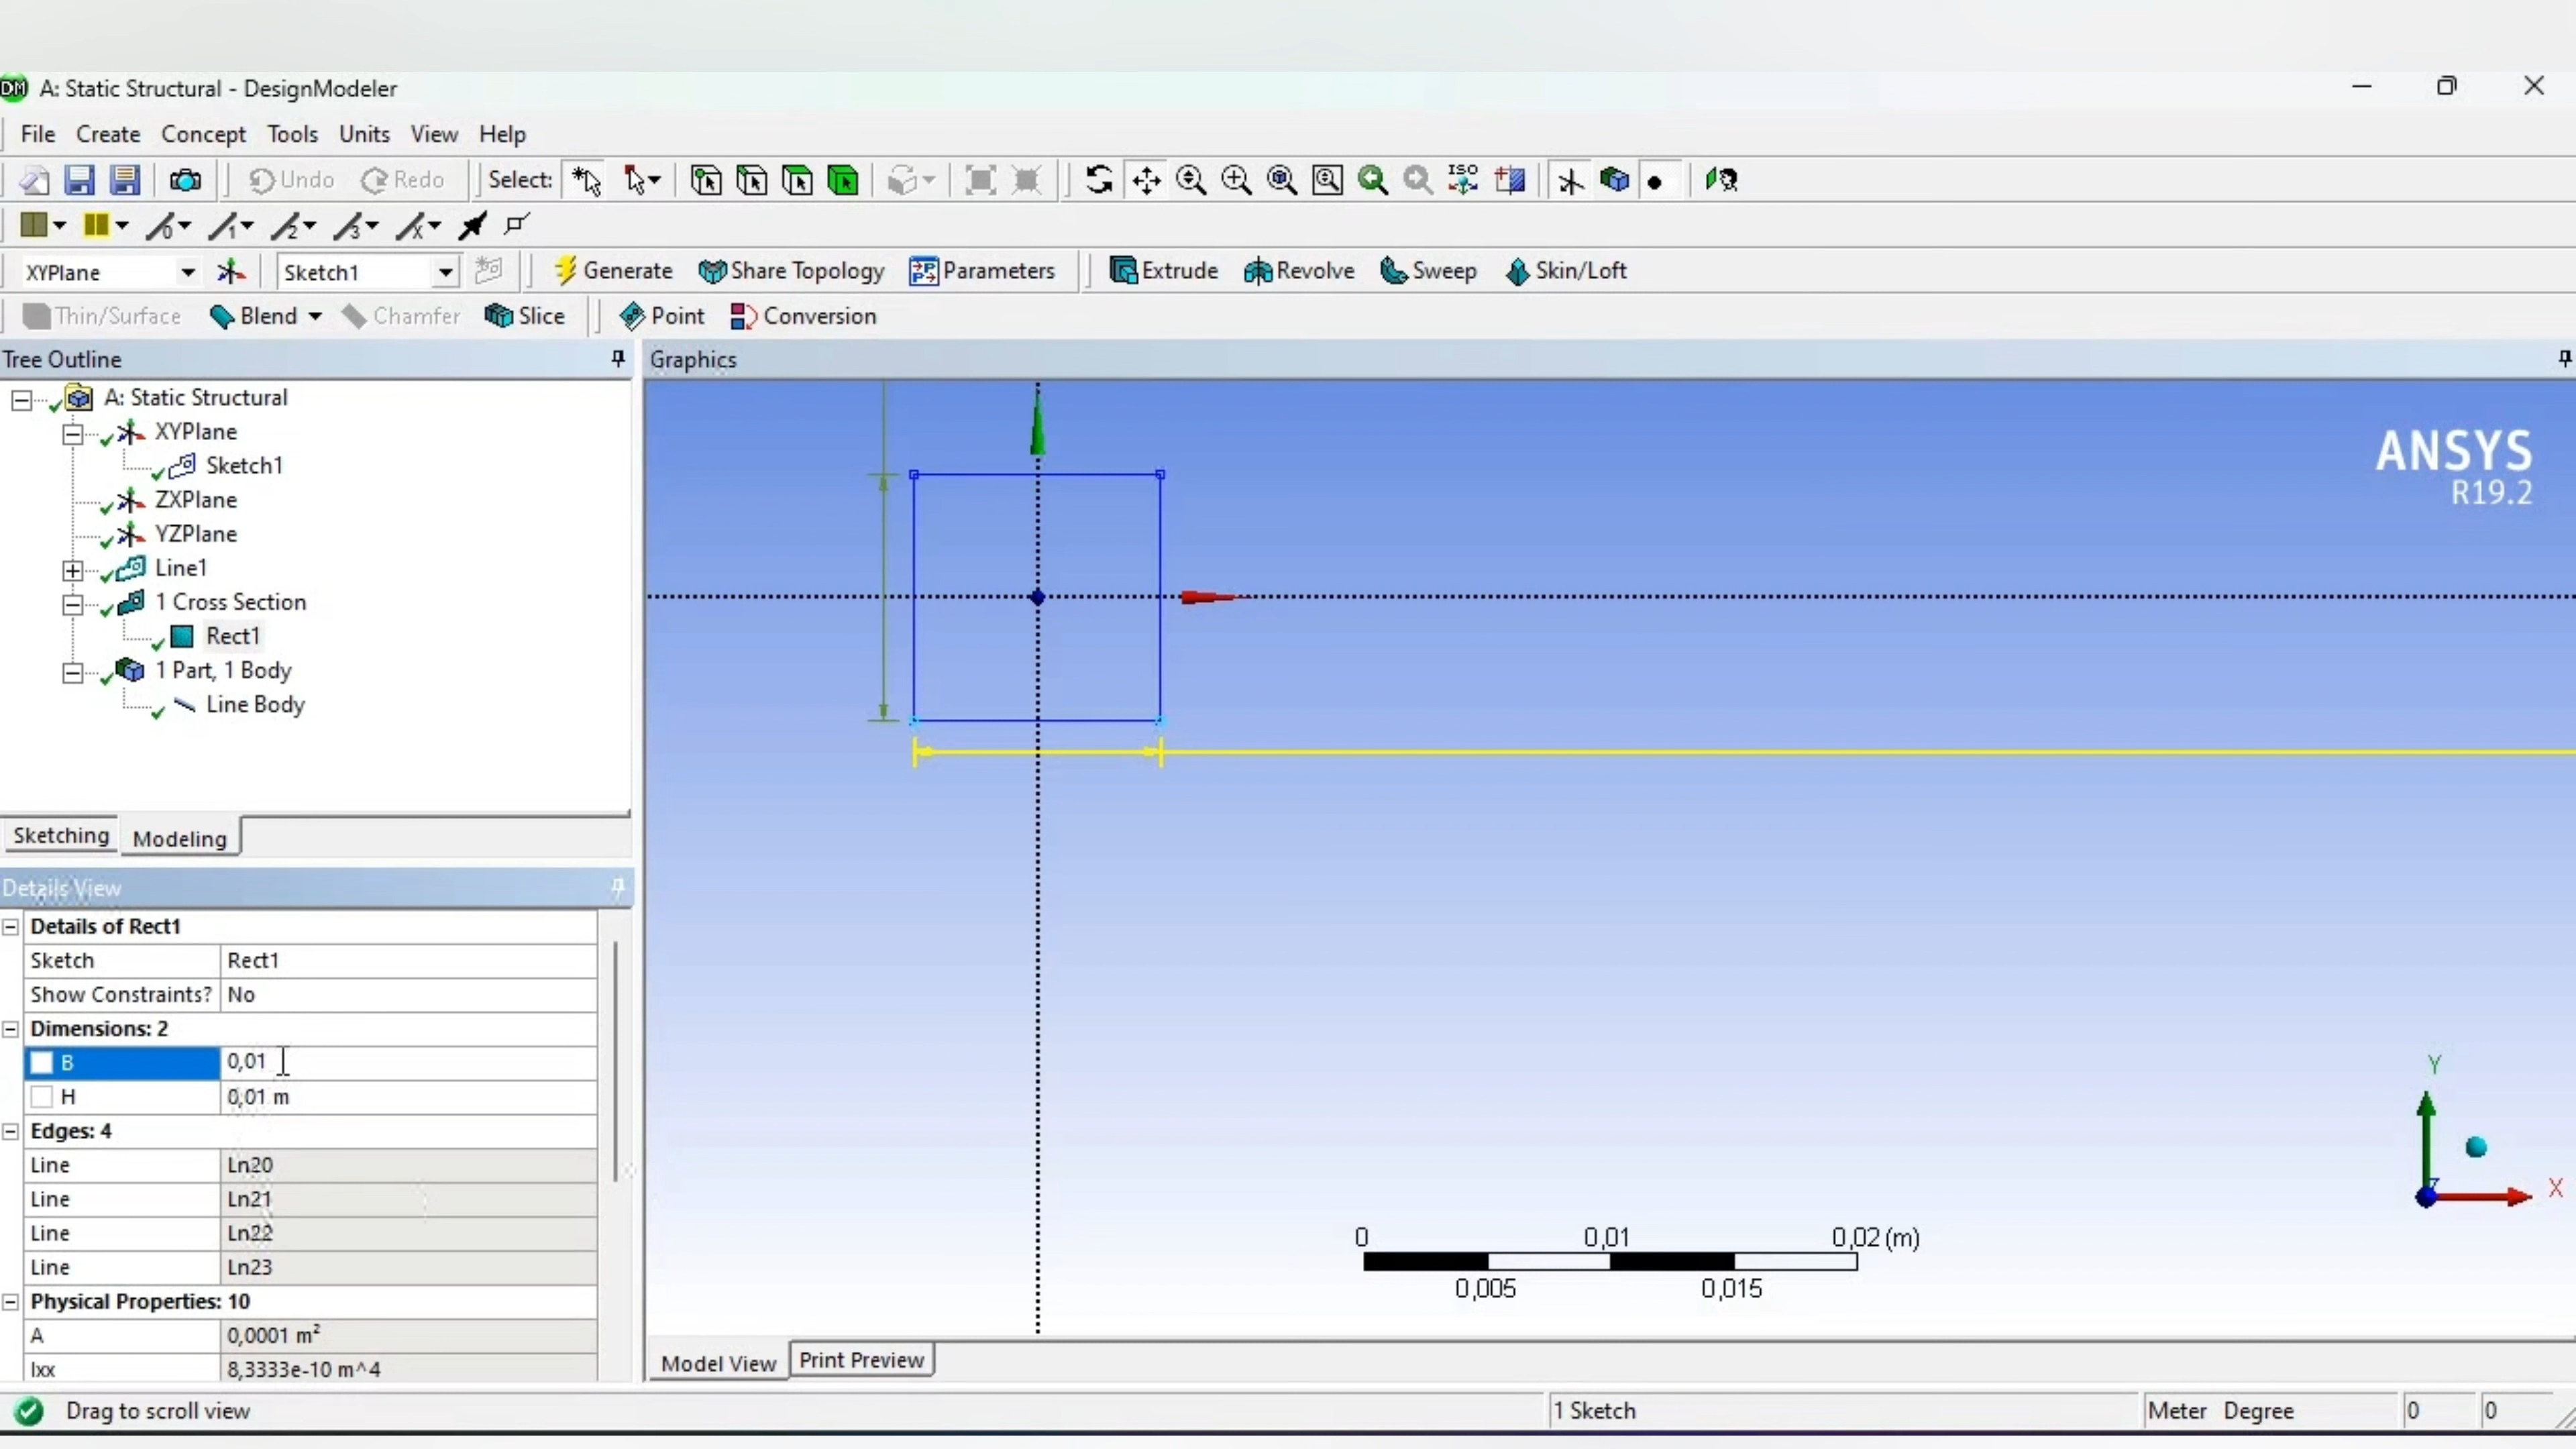 DM A: Static Structural - DesignModeler
File Create Concept Tools Units View Help
Undo Redo Select: ISO
0 1 2 3 x
XYPlane Sketch1 Generate Share Topology Parameters Extrude Revolve Sweep Skin/Loft
Thin/Surface Blend Chamfer Slice Point Conversion
Tree Outline
A: Static Structural
XYPlane
Sketch1
ZXPlane
YZPlane
Line1
1 Cross Section
Rect1
1 Part, 1 Body
Line Body
Sketching Modeling
Details View
Details of Rect1
Sketch Rect1
Show Constraints? No
Dimensions: 2
B 0,01
H 0,01 m
Edges: 4
Line Ln20
Line Ln21
Line Ln22
Line Ln23
Physical Properties: 10
A 0,0001 m²
Ixx 8,3333e-10 m^4
Graphics
ANSYS
R19.2
Y
X
0 0,01 0,02 (m)
0,005 0,015
Model View Print Preview
Drag to scroll view 1 Sketch Meter Degree 0 0